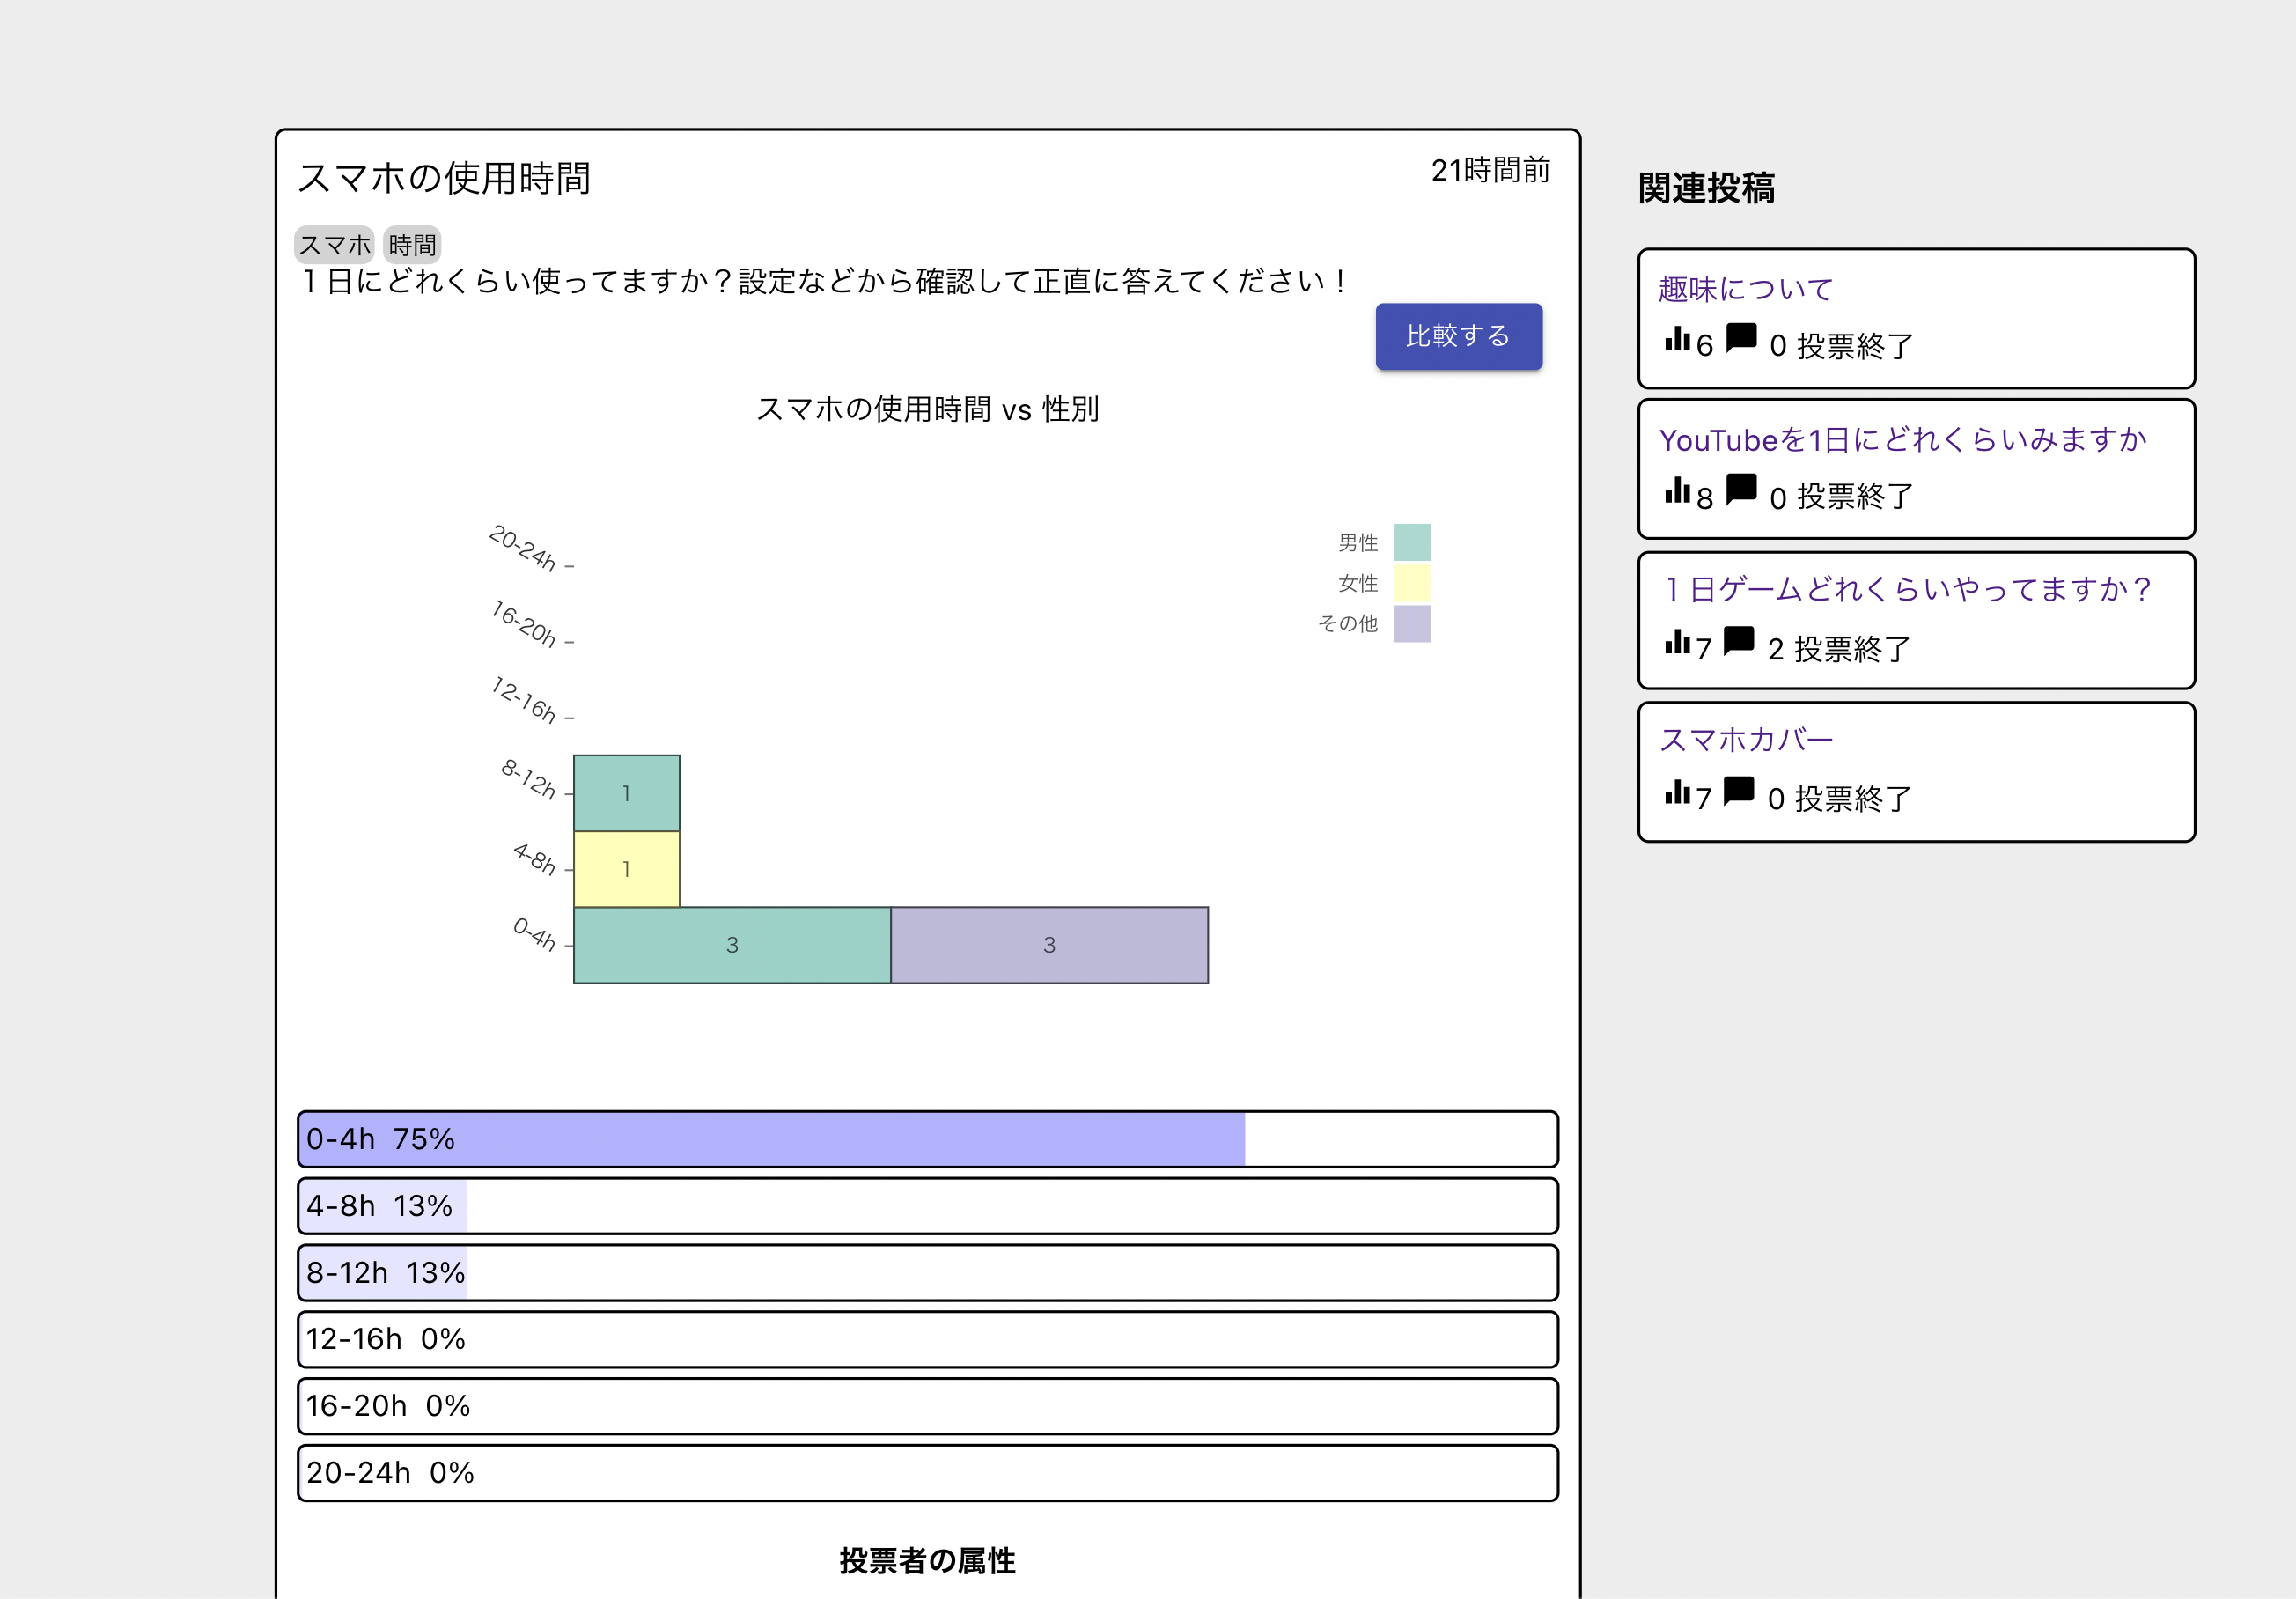 スマホの使用時間
21時間前
スマホ 時間
１日にどれくらい使ってますか？設定などから確認して正直に答えてください！
比較する
スマホの使用時間 vs 性別
20-24h
16-20h
12-16h
8-12h
4-8h
0-4h
1
1
3
3
男性
女性
その他
0-4h 75%
4-8h 13%
8-12h 13%
12-16h 0%
16-20h 0%
20-24h 0%
投票者の属性
関連投稿
趣味について
6 0 投票終了
YouTubeを1日にどれくらいみますか
8 0 投票終了
１日ゲームどれくらいやってますか？
7 2 投票終了
スマホカバー
7 0 投票終了